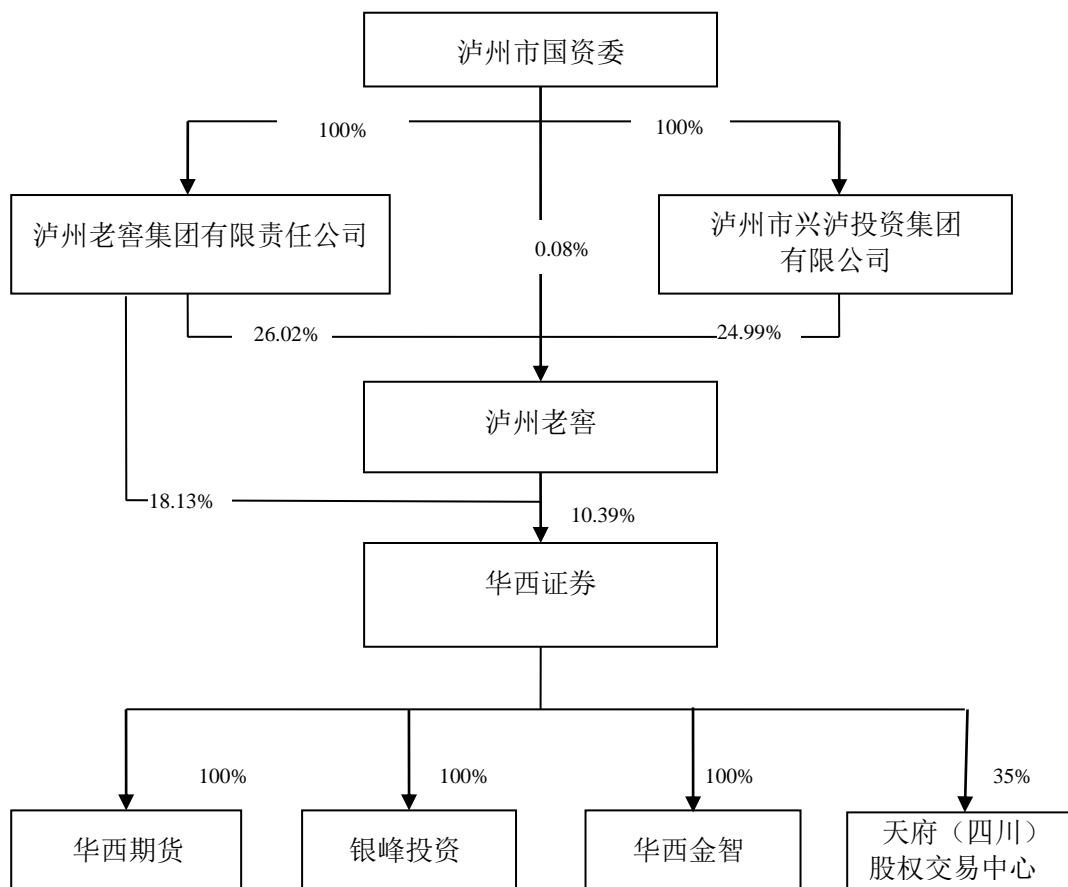 泸州市国资委
100%
100%
泸州老窖集团有限责任公司
0.08%
泸州市兴泸投资集团
有限公司
26.02%
24.99%
泸州老窖
18.13%
10.39%
华西证券
100%
100%
100%
35%
华西期货
银峰投资
华西金智
天府（四川）
股权交易中心